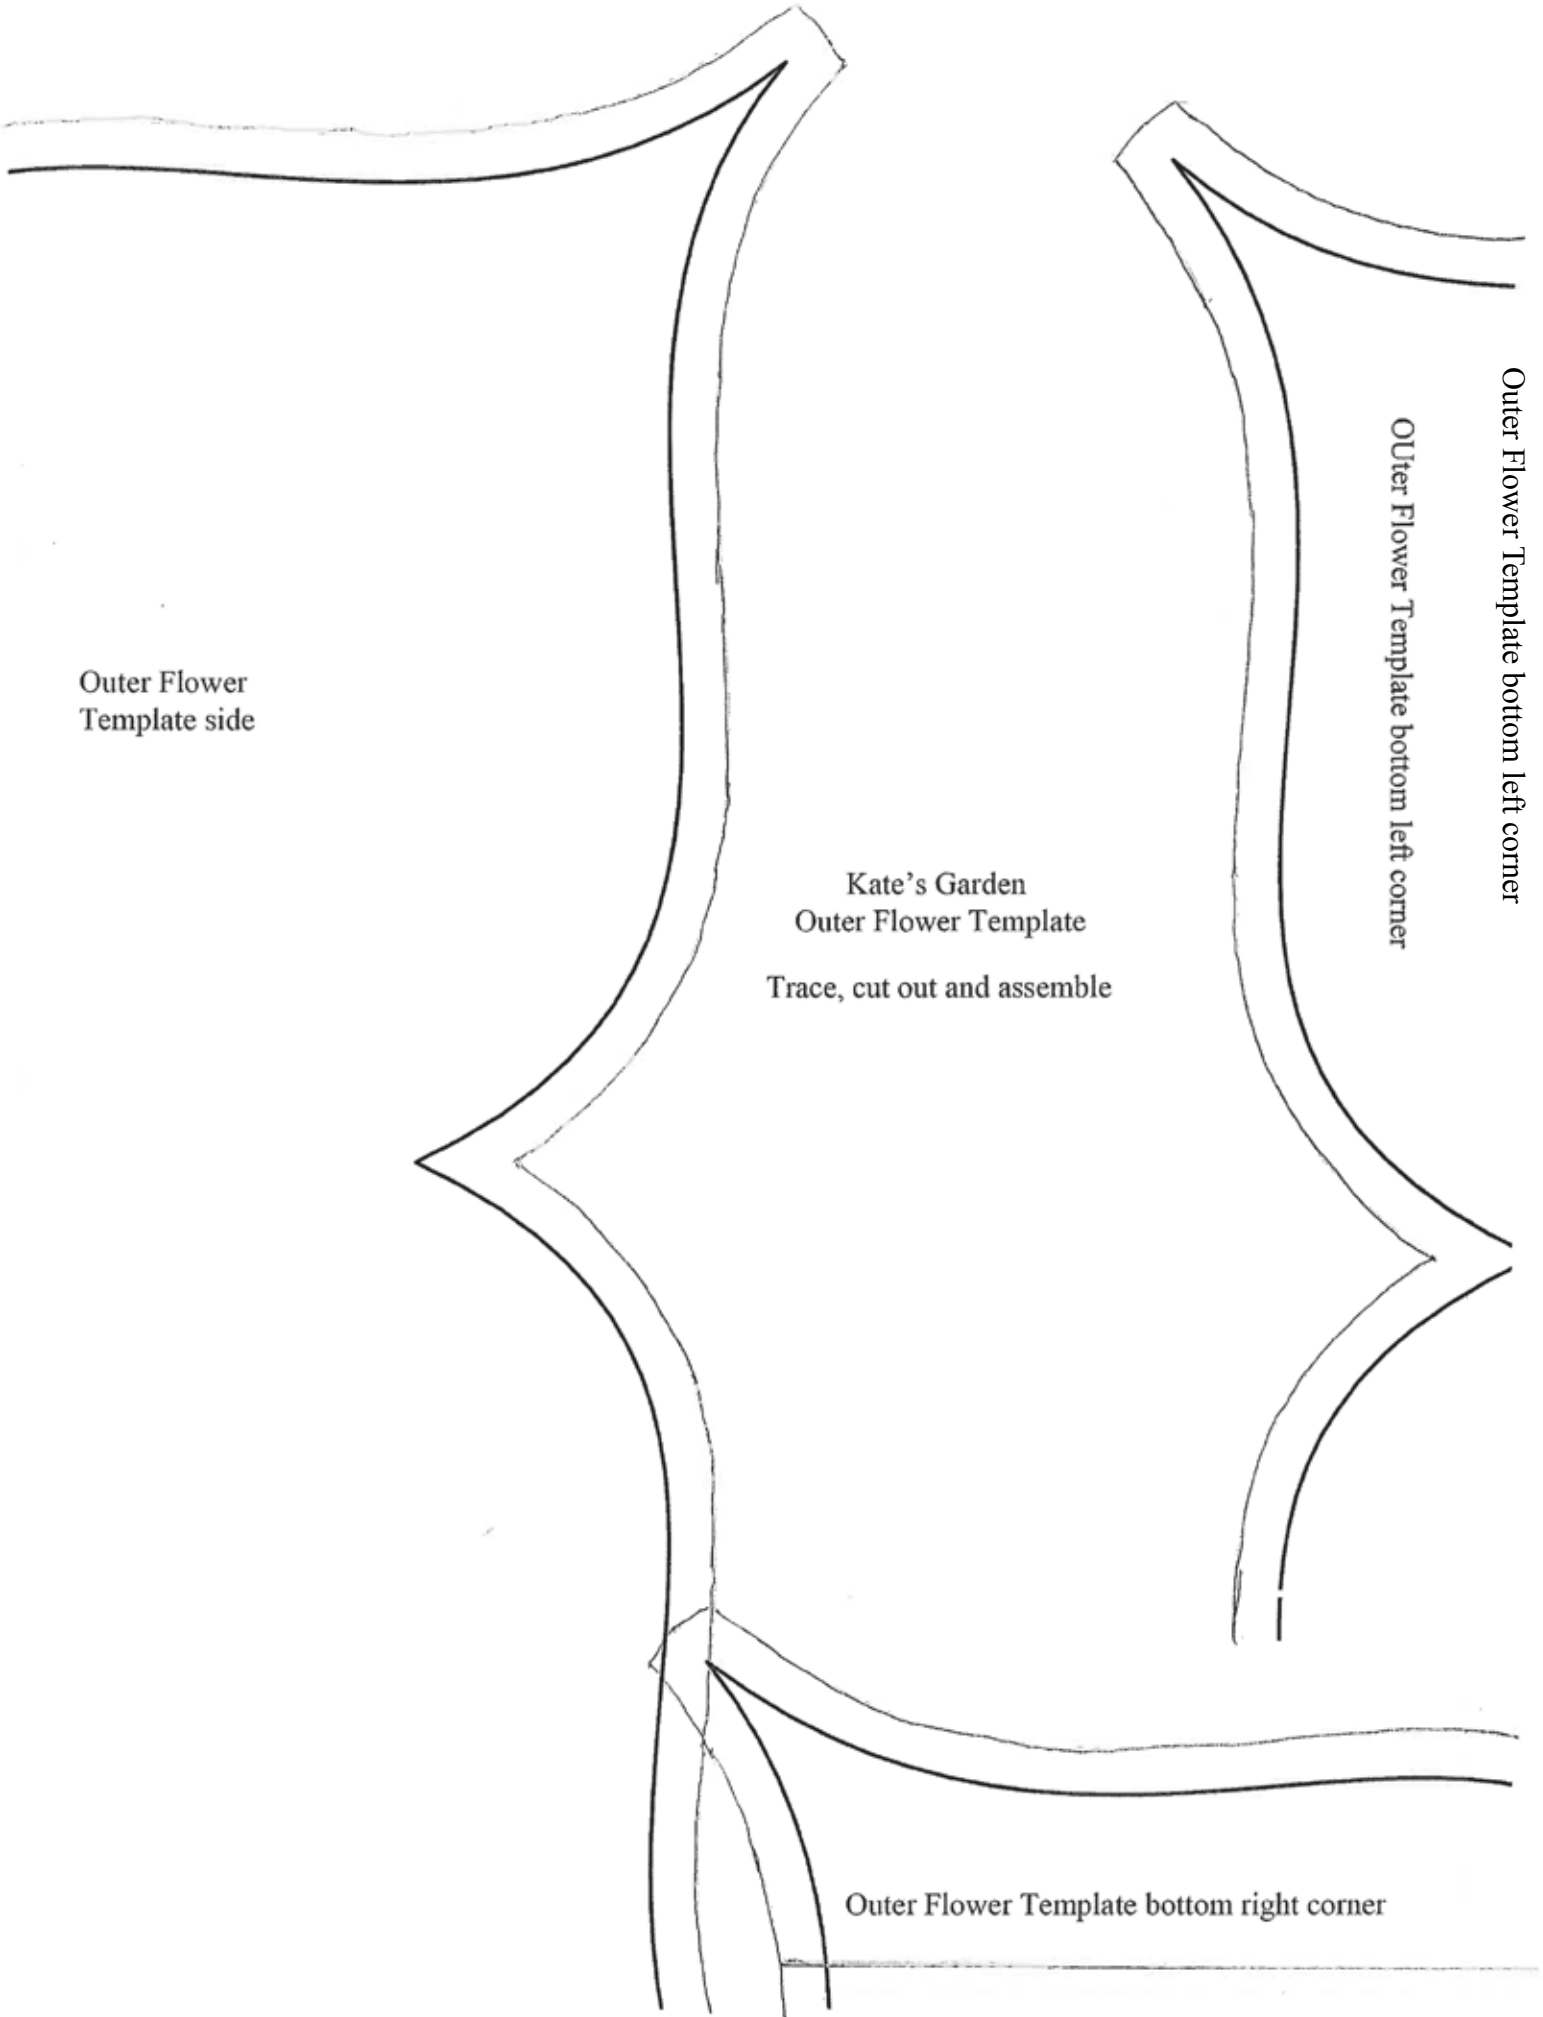 Outer Flower
Template side
Kate's Garden
Outer Flower Template
Trace, cut out and assemble
OUter Flower Template bottom left corner
Outer Flower Template bottom left corner
Outer Flower Template bottom right corner